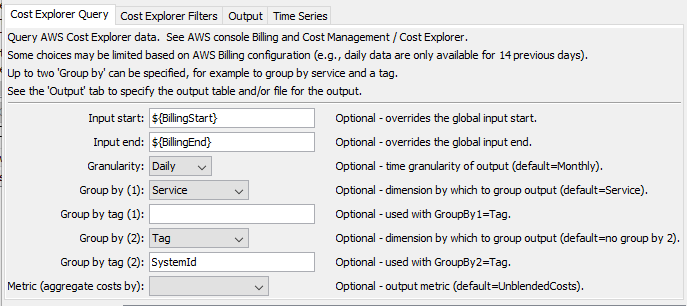 Cost Explorer Query Cost Explorer Filters Output Time Series
Query AWS Cost Explorer data. See AWS console Billing and Cost Management / Cost Explorer.
Some choices may be limited based on AWS Billing configuration (e.g., daily data are only available for 14 previous days).
Up to two 'Group by' can be specified, for example to group by service and a tag.
See the 'Output' tab to specify the output table and/or file for the output.
Input start: ${BillingStart} Optional - overrides the global input start.
Input end: ${BillingEnd} Optional - overrides the global input end.
Granularity: Daily Optional - time granularity of output (default=Monthly).
Group by (1): Service Optional - dimension by which to group output (default=Service).
Group by tag (1): Optional - used with GroupBy1=Tag.
Group by (2): Tag Optional - dimension by which to group output (default=no group by 2).
Group by tag (2): SystemId Optional - used with GroupBy2=Tag.
Metric (aggregate costs by): Optional - output metric (default=UnblendedCosts).